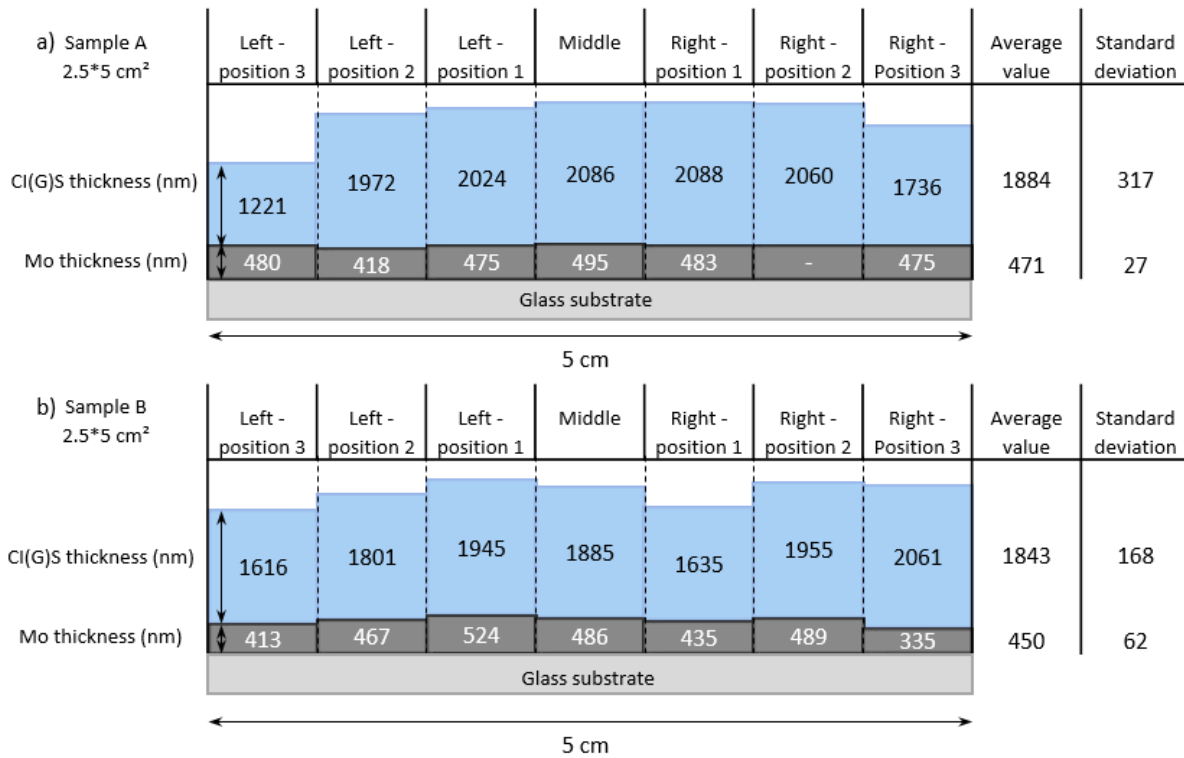 a) Sample A
2.5*5 cm²
Left - position 3
Left - position 2
Left - position 1
Middle
Right - position 1
Right - position 2
Right - Position 3
Average value
Standard deviation
CI(G)S thickness (nm)
1221 1972 2024 2086 2088 2060 1736 1884 317
Mo thickness (nm)
480 418 475 495 483 - 475 471 27
Glass substrate
5 cm
b) Sample B
2.5*5 cm²
Left - position 3
Left - position 2
Left - position 1
Middle
Right - position 1
Right - position 2
Right - Position 3
Average value
Standard deviation
CI(G)S thickness (nm)
1616 1801 1945 1885 1635 1955 2061 1843 168
Mo thickness (nm)
413 467 524 486 435 489 335 450 62
Glass substrate
5 cm